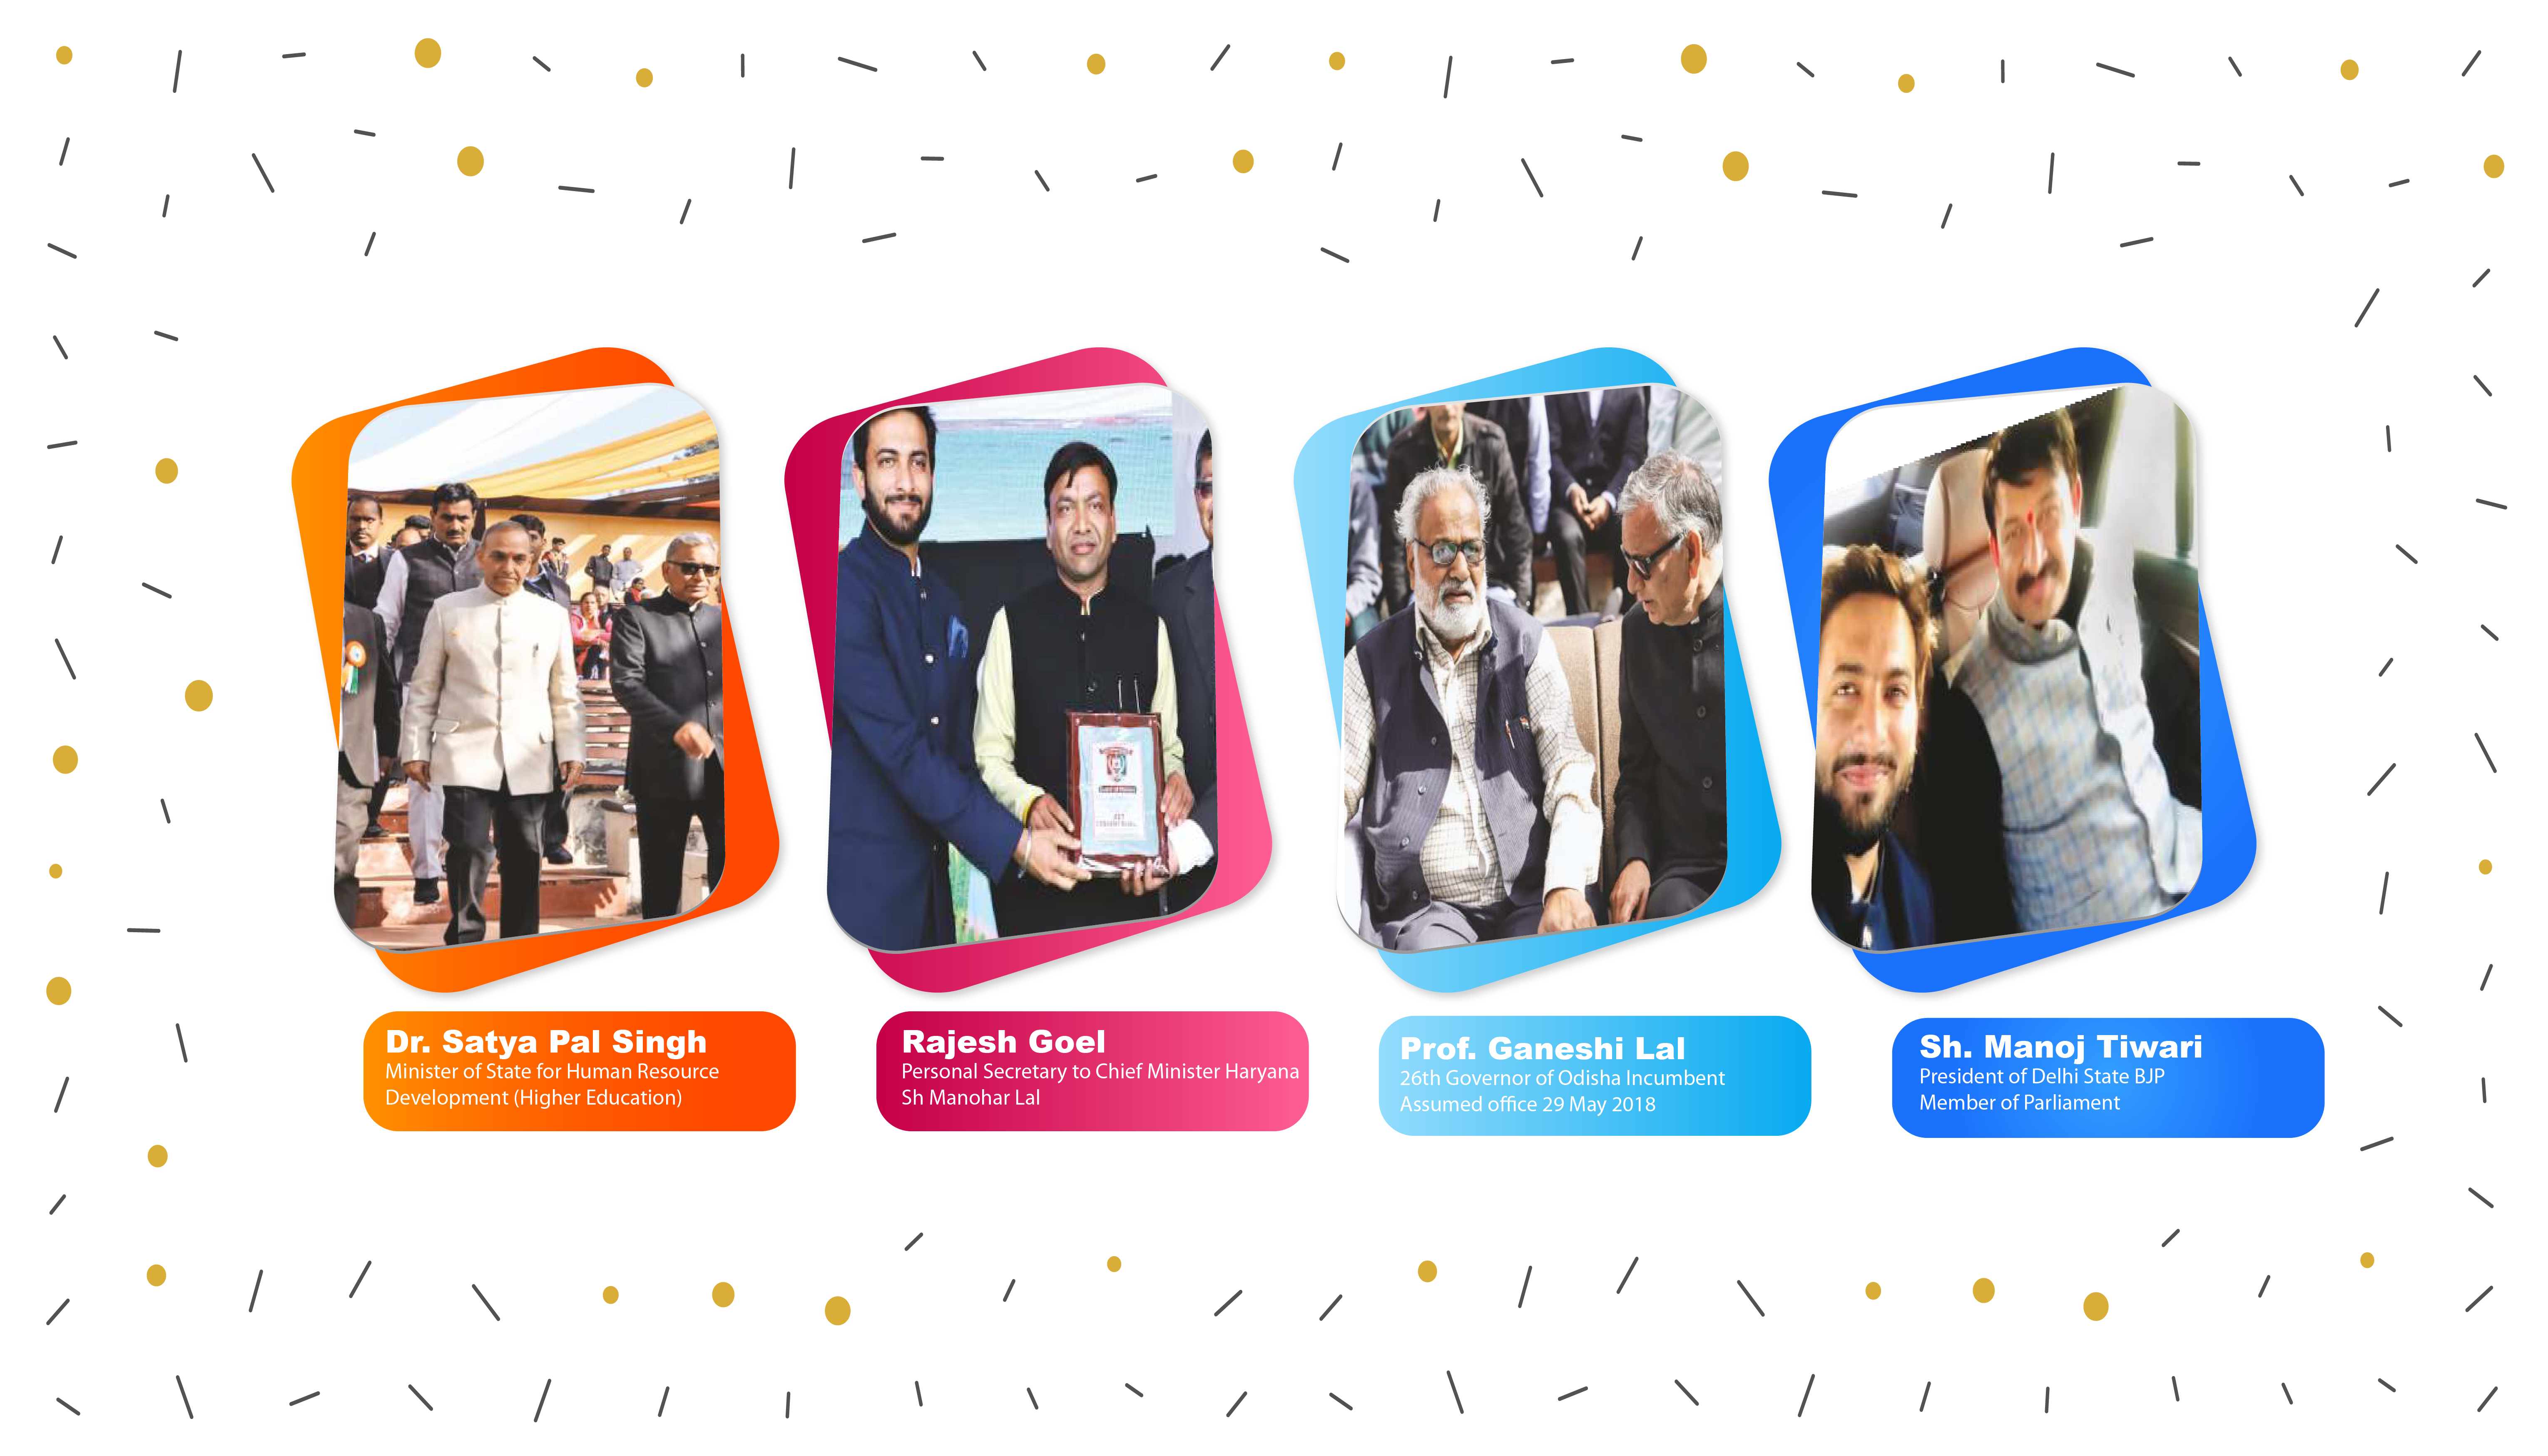 Dr. Satya Pal Singh
Minister of State for Human Resource
Development (Higher Education)
Rajesh Goel
Personal Secretary to Chief Minister Haryana
Sh Manohar Lal
Prof. Ganeshi Lal
26th Governor of Odisha Incumbent
Assumed office 29 May 2018
Sh. Manoj Tiwari
President of Delhi State BJP
Member of Parliament